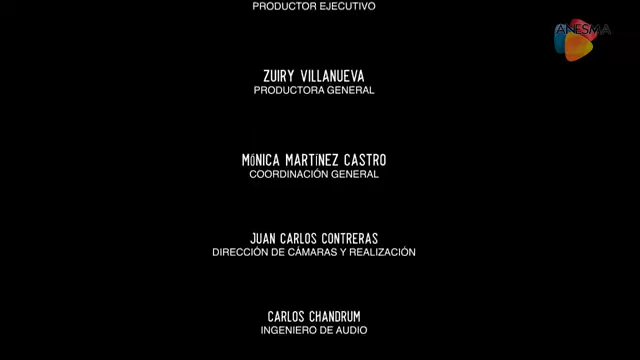 PRODUCTOR EJECUTIVO
ANESMA
ZUIRY VILLANUEVA
PRODUCTORA GENERAL
MÓNICA MARTÍNEZ CASTRO
COORDINACIÓN GENERAL
JUAN CARLOS CONTRERAS
DIRECCIÓN DE CÁMARAS Y REALIZACIÓN
CARLOS CHANDRUM
INGENIERO DE AUDIO